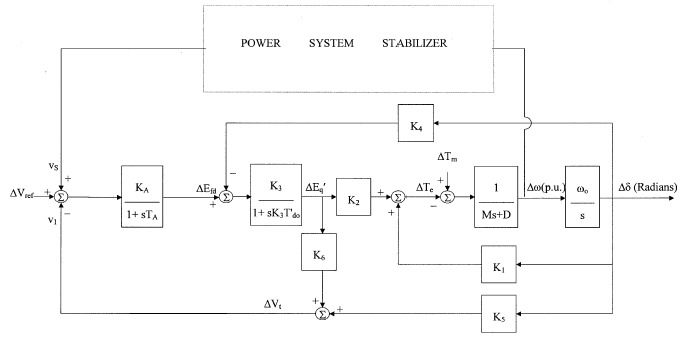 POWER SYSTEM STABILIZER
K4
ΔTm
vS
+
−
+
ΔVref + Σ
KA
1+ sTA
ΔEfd
+ Σ
K3
1+ sK3T'do
ΔEq'
K2
+ Σ
ΔTe
− Σ
1
Ms+D
Δω(p.u.)
ωo
s
Δδ (Radians)
v1 −
+
K6
K1
ΔVt
+
Σ +
K5